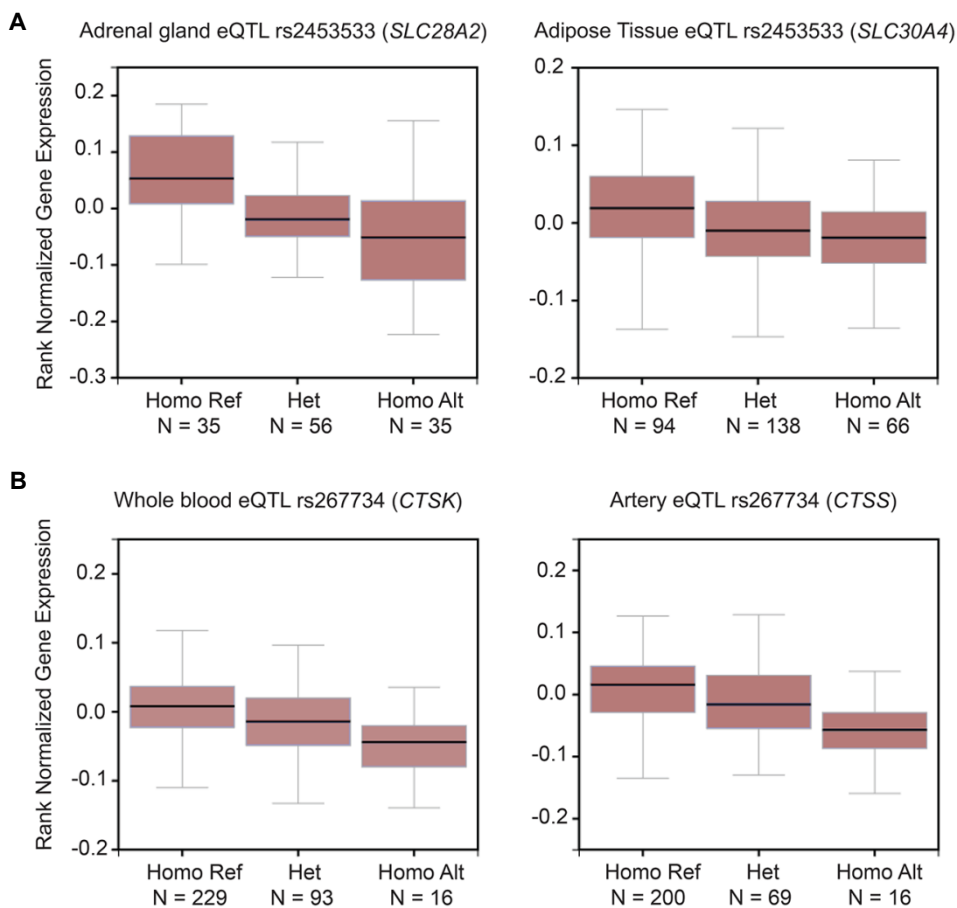 A
Adrenal gland eQTL rs2453533 (SLC28A2)
Rank Normalized Gene Expression
0.2
0.1
0.0
-0.1
-0.2
-0.3
Homo Ref Het Homo Alt
N = 35 N = 56 N = 35
Adipose Tissue eQTL rs2453533 (SLC30A4)
0.2
0.1
0.0
-0.1
-0.2
Homo Ref Het Homo Alt
N = 94 N = 138 N = 66
B
Whole blood eQTL rs267734 (CTSK)
Rank Normalized Gene Expression
0.2
0.1
0.0
-0.1
-0.2
Homo Ref Het Homo Alt
N = 229 N = 93 N = 16
Artery eQTL rs267734 (CTSS)
0.2
0.1
0.0
-0.1
-0.2
Homo Ref Het Homo Alt
N = 200 N = 69 N = 16